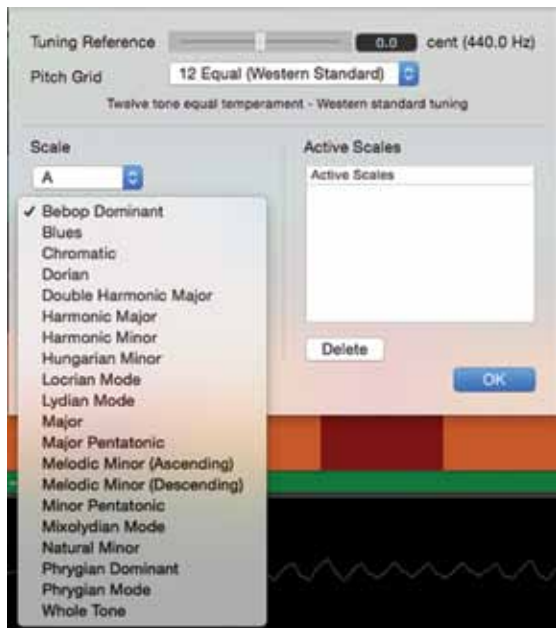 Tuning Reference 0.0 cent (440.0 Hz)
Pitch Grid 12 Equal (Western Standard)
Twelve tone equal temperament - Western standard tuning
Scale
A
✓ Bebop Dominant
Blues
Chromatic
Dorian
Double Harmonic Major
Harmonic Major
Harmonic Minor
Hungarian Minor
Locrian Mode
Lydian Mode
Major
Major Pentatonic
Melodic Minor (Ascending)
Melodic Minor (Descending)
Minor Pentatonic
Mixolydian Mode
Natural Minor
Phrygian Dominant
Phrygian Mode
Whole Tone
Active Scales
Active Scales
Delete
OK